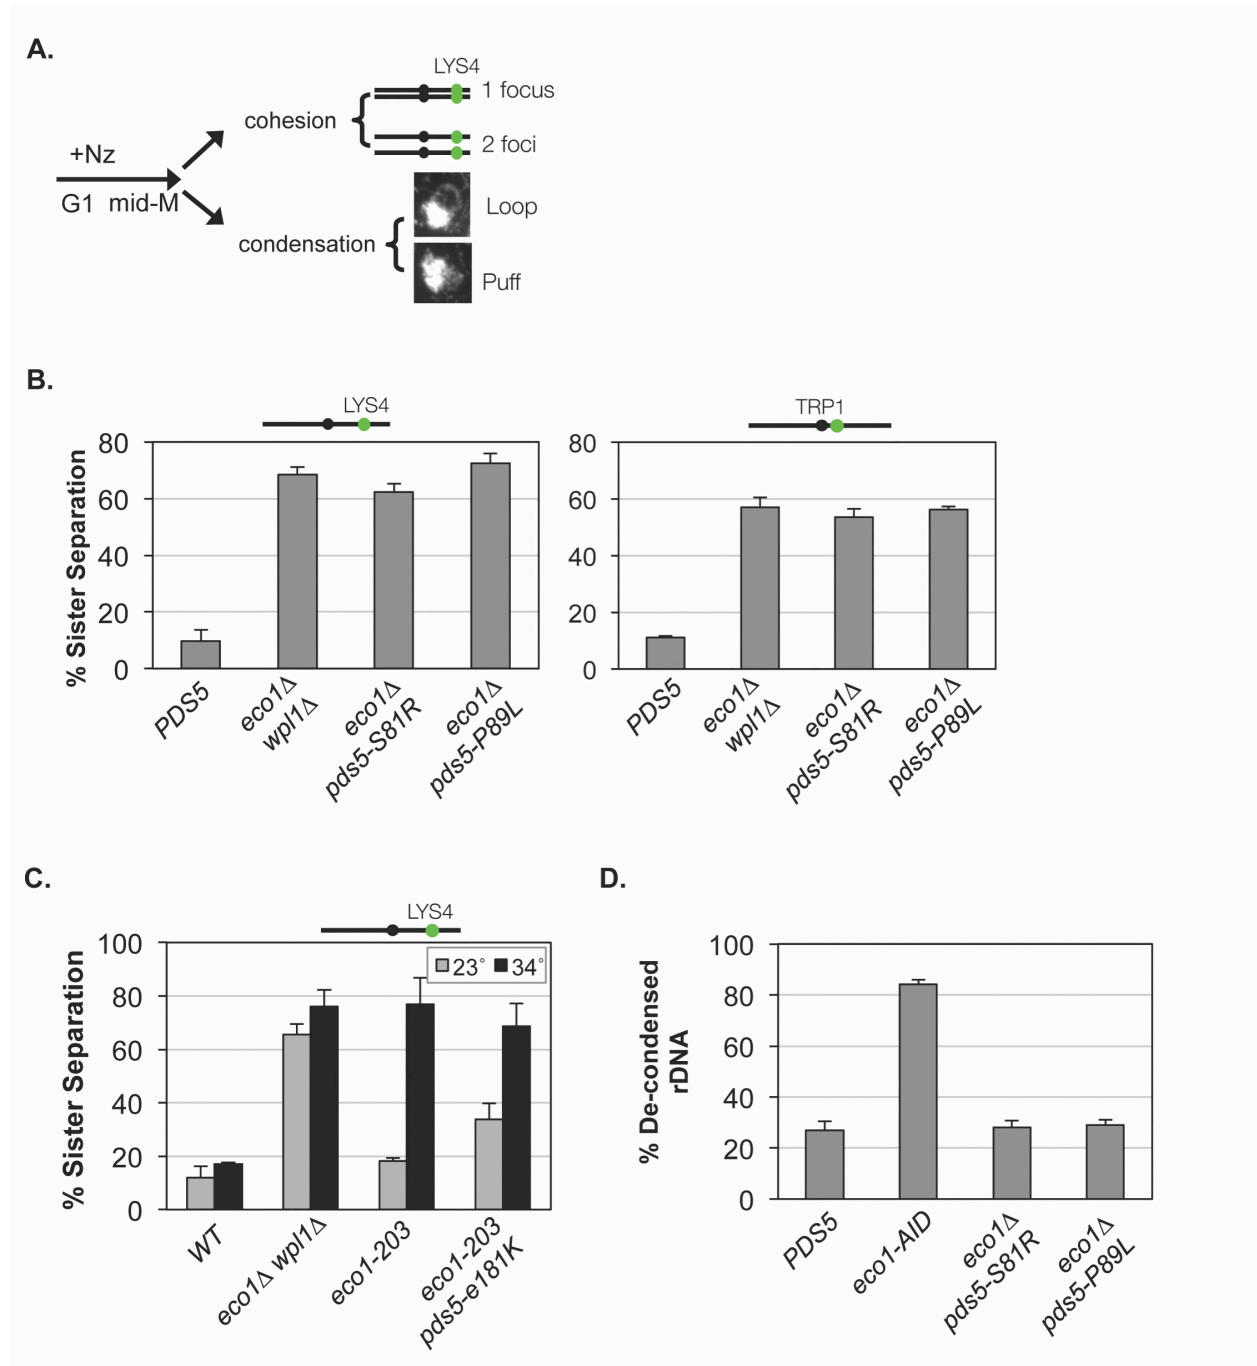 A.
LYS4
1 focus
cohesion
2 foci
+Nz
G1 mid-M
Loop
condensation
Puff
B.
LYS4
% Sister Separation
80
60
40
20
0
PDS5
eco1Δ
wpl1Δ
eco1Δ
pds5-S81R
eco1Δ
pds5-P89L
TRP1
80
60
40
20
0
PDS5
eco1Δ
wpl1Δ
eco1Δ
pds5-S81R
eco1Δ
pds5-P89L
C.
LYS4
% Sister Separation
100
80
60
40
20
0
23° 34°
WT
eco1Δ wpl1Δ
eco1-203
eco1-203
pds5-e181K
D.
% De-condensed
rDNA
100
80
60
40
20
0
PDS5
eco1-AID
eco1Δ
pds5-S81R
eco1Δ
pds5-P89L